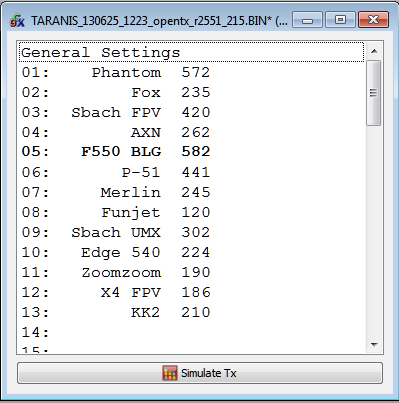 TARANIS_130625_1223_opentx_r2551_215.BIN* (...
General Settings
01: Phantom 572
02: Fox 235
03: Sbach FPV 420
04: AXN 262
05: F550 BLG 582
06: P-51 441
07: Merlin 245
08: Funjet 120
09: Sbach UMX 302
10: Edge 540 224
11: Zoomzoom 190
12: X4 FPV 186
13: KK2 210
14:
15:
Simulate Tx